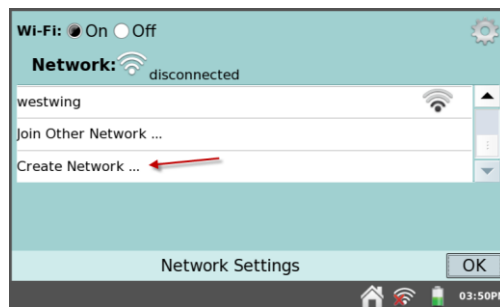 Wi-Fi: On Off
Network: disconnected
westwing
Join Other Network ...
Create Network ...
Network Settings
OK
03:50P